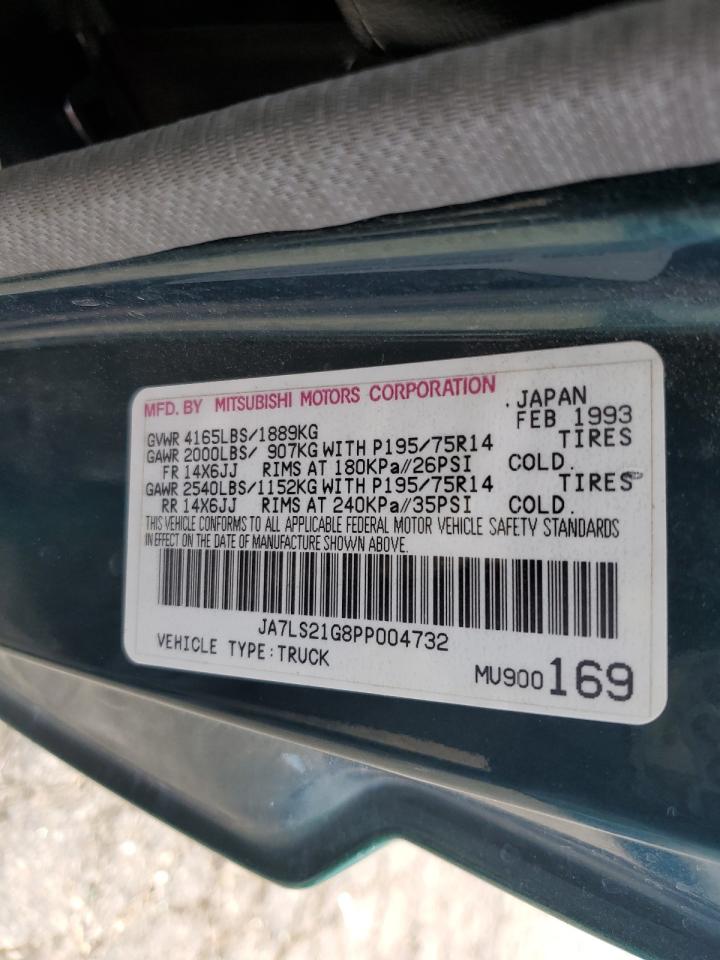 MFD. BY MITSUBISHI MOTORS CORPORATION . JAPAN
FEB 1993
GVWR 4165LBS/1889KG
GAWR 2000LBS/ 907KG WITH P195/75R14 TIRES
FR 14X6JJ RIMS AT 180KPa//26PSI COLD.
GAWR 2540LBS/1152KG WITH P195/75R14 TIRES
RR 14X6JJ RIMS AT 240KPa//35PSI COLD.
THIS VEHICLE CONFORMS TO ALL APPLICABLE FEDERAL MOTOR VEHICLE SAFETY STANDARDS
IN EFFECT ON THE DATE OF MANUFACTURE SHOWN ABOVE.
JA7LS21G8PP004732
VEHICLE TYPE:TRUCK
MU900169